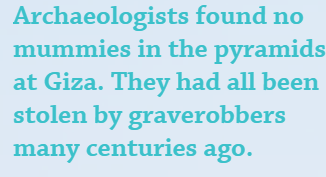 Archaeologists found no
mummies in the pyramids
at Giza. They had all been
stolen by graverobbers
many centuries ago.